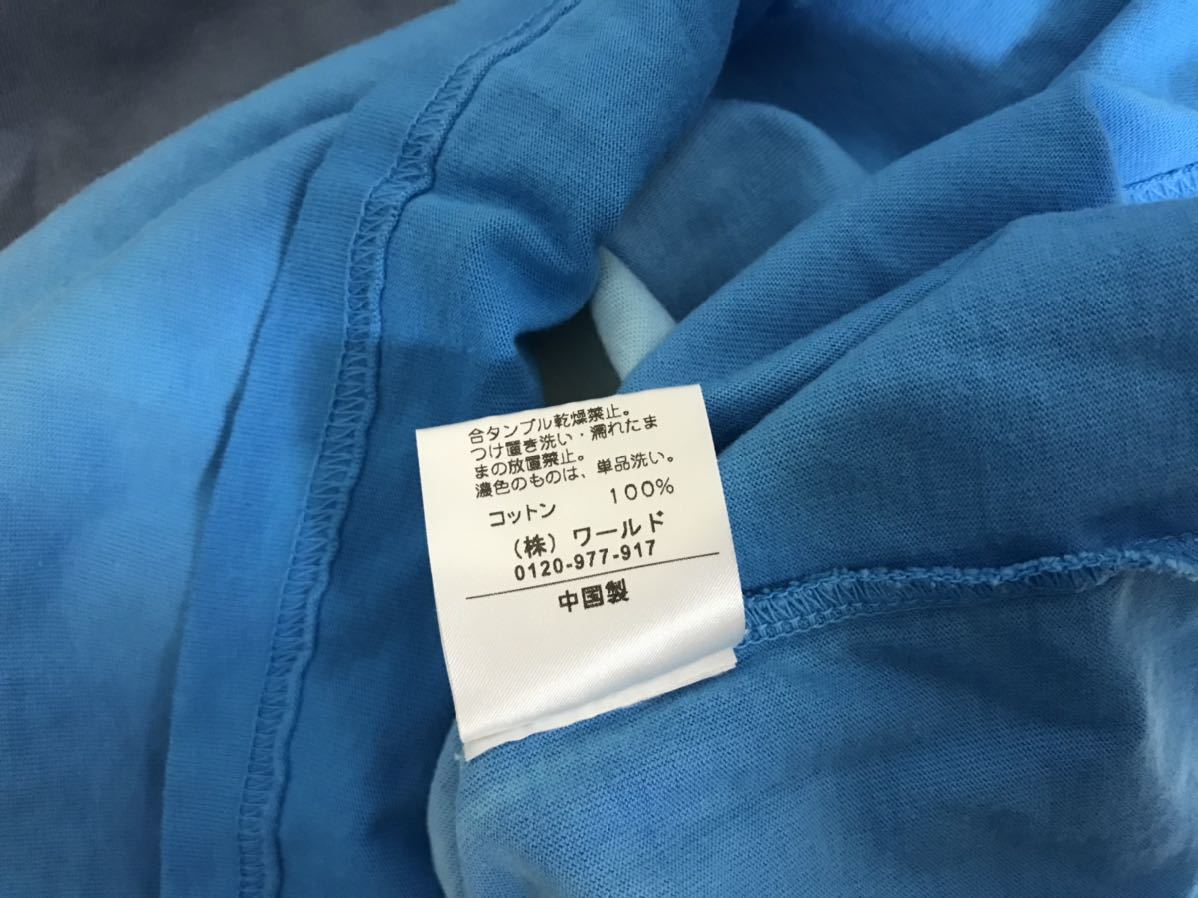 合タンブル乾燥禁止。
つけ置き洗い・濡れたま
まの放置禁止。
濃色のものは、単品洗い。
コットン 100%
(株) ワールド
0120-977-917
中国製